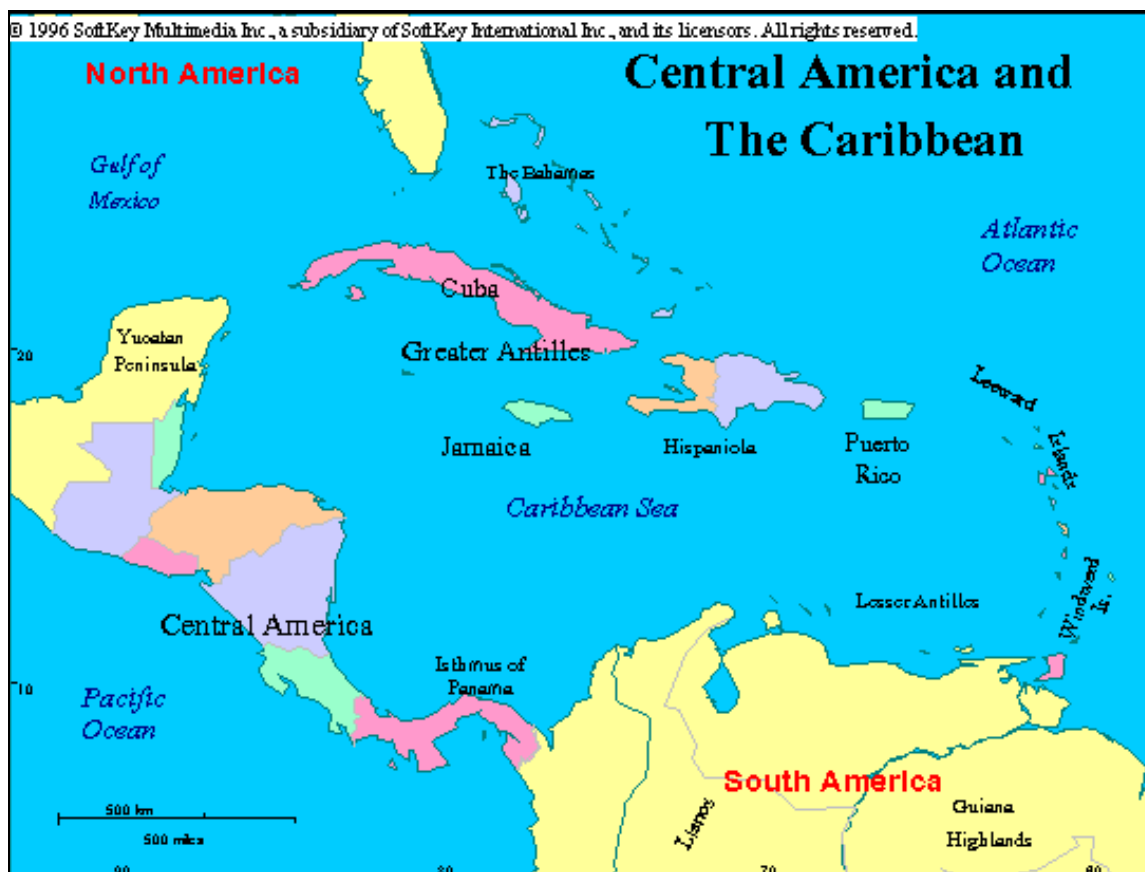 © 1996 SoftKey Multimedia Inc., a subsidiary of SoftKey International Inc., and its licensors. All rights reserved.
North America
Central America and
The Caribbean
Gulf of
Mexico
The Bahamas
Atlantic
Ocean
Cuba
Yucatan
Peninsula
20
Greater Antilles
Leeward
Islands
Jamaica
Hispaniola
Puerto
Rico
Caribbean Sea
Lesser Antilles
Windward
Is.
Central America
Isthmus of
Panama
10
Pacific
Ocean
South America
500 km
500 miles
Llanos
Guiana
Highlands
90
80
70
60